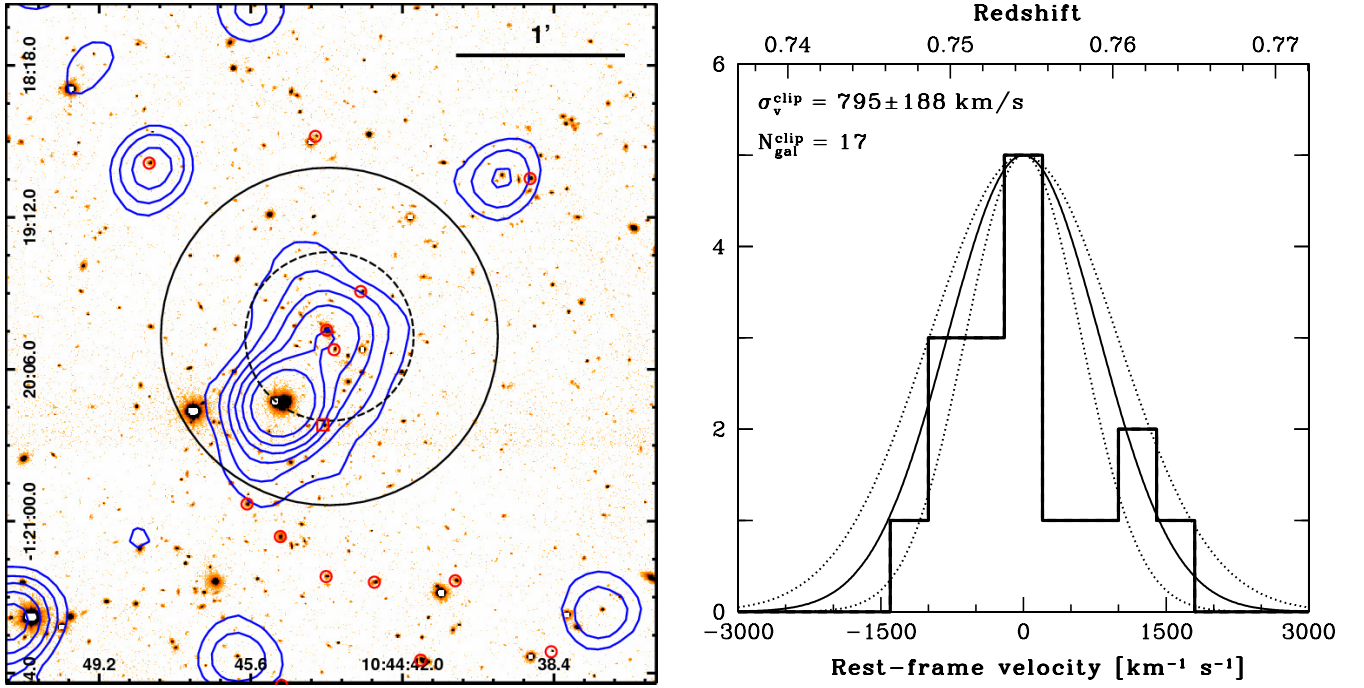 1'
18:18.0
19:12.0
20:06.0
-1:21:00.0
4.0
49.2
45.6
10:44:42.0
38.4
Redshift
0.74 0.75 0.76 0.77
6
4
2
0
σ_v^clip = 795±188 km/s
N_gal^clip = 17
−3000 −1500 0 1500 3000
Rest−frame velocity [km⁻¹ s⁻¹]